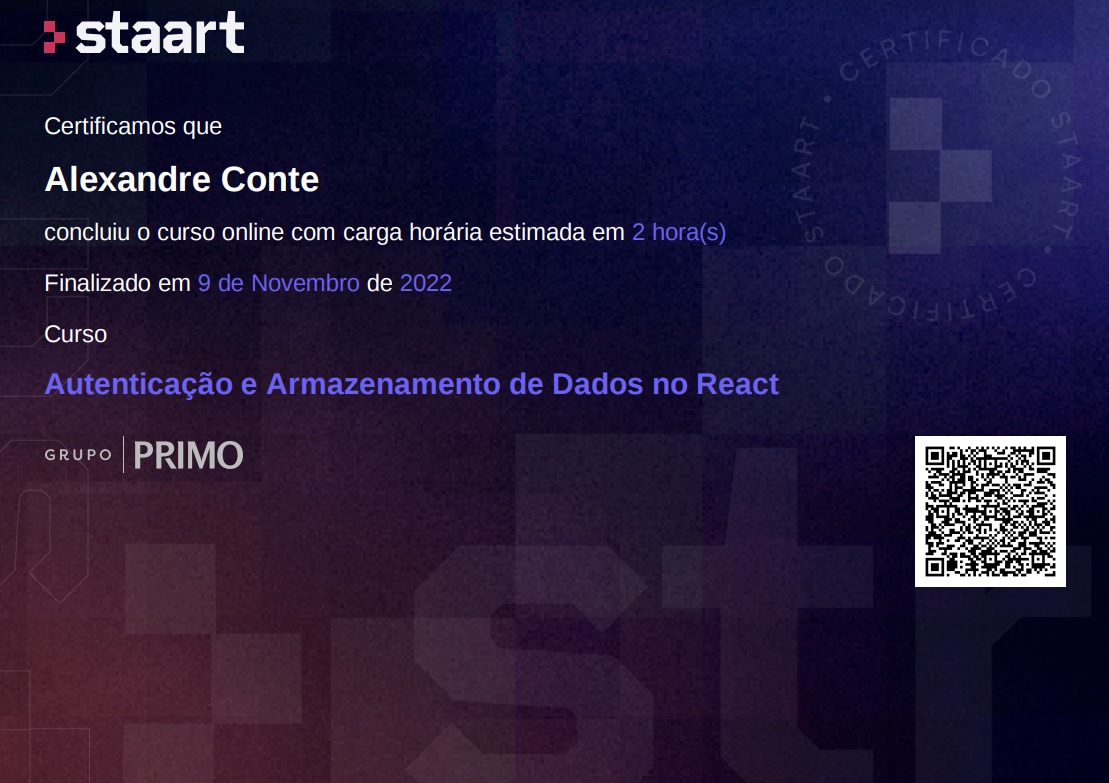 staart
Certificamos que
Alexandre Conte
concluiu o curso online com carga horária estimada em 2 hora(s)
Finalizado em 9 de Novembro de 2022
Curso
Autenticação e Armazenamento de Dados no React
GRUPO | PRIMO
CERTIFICADO STAART • CERTIFICADO STAART •
st